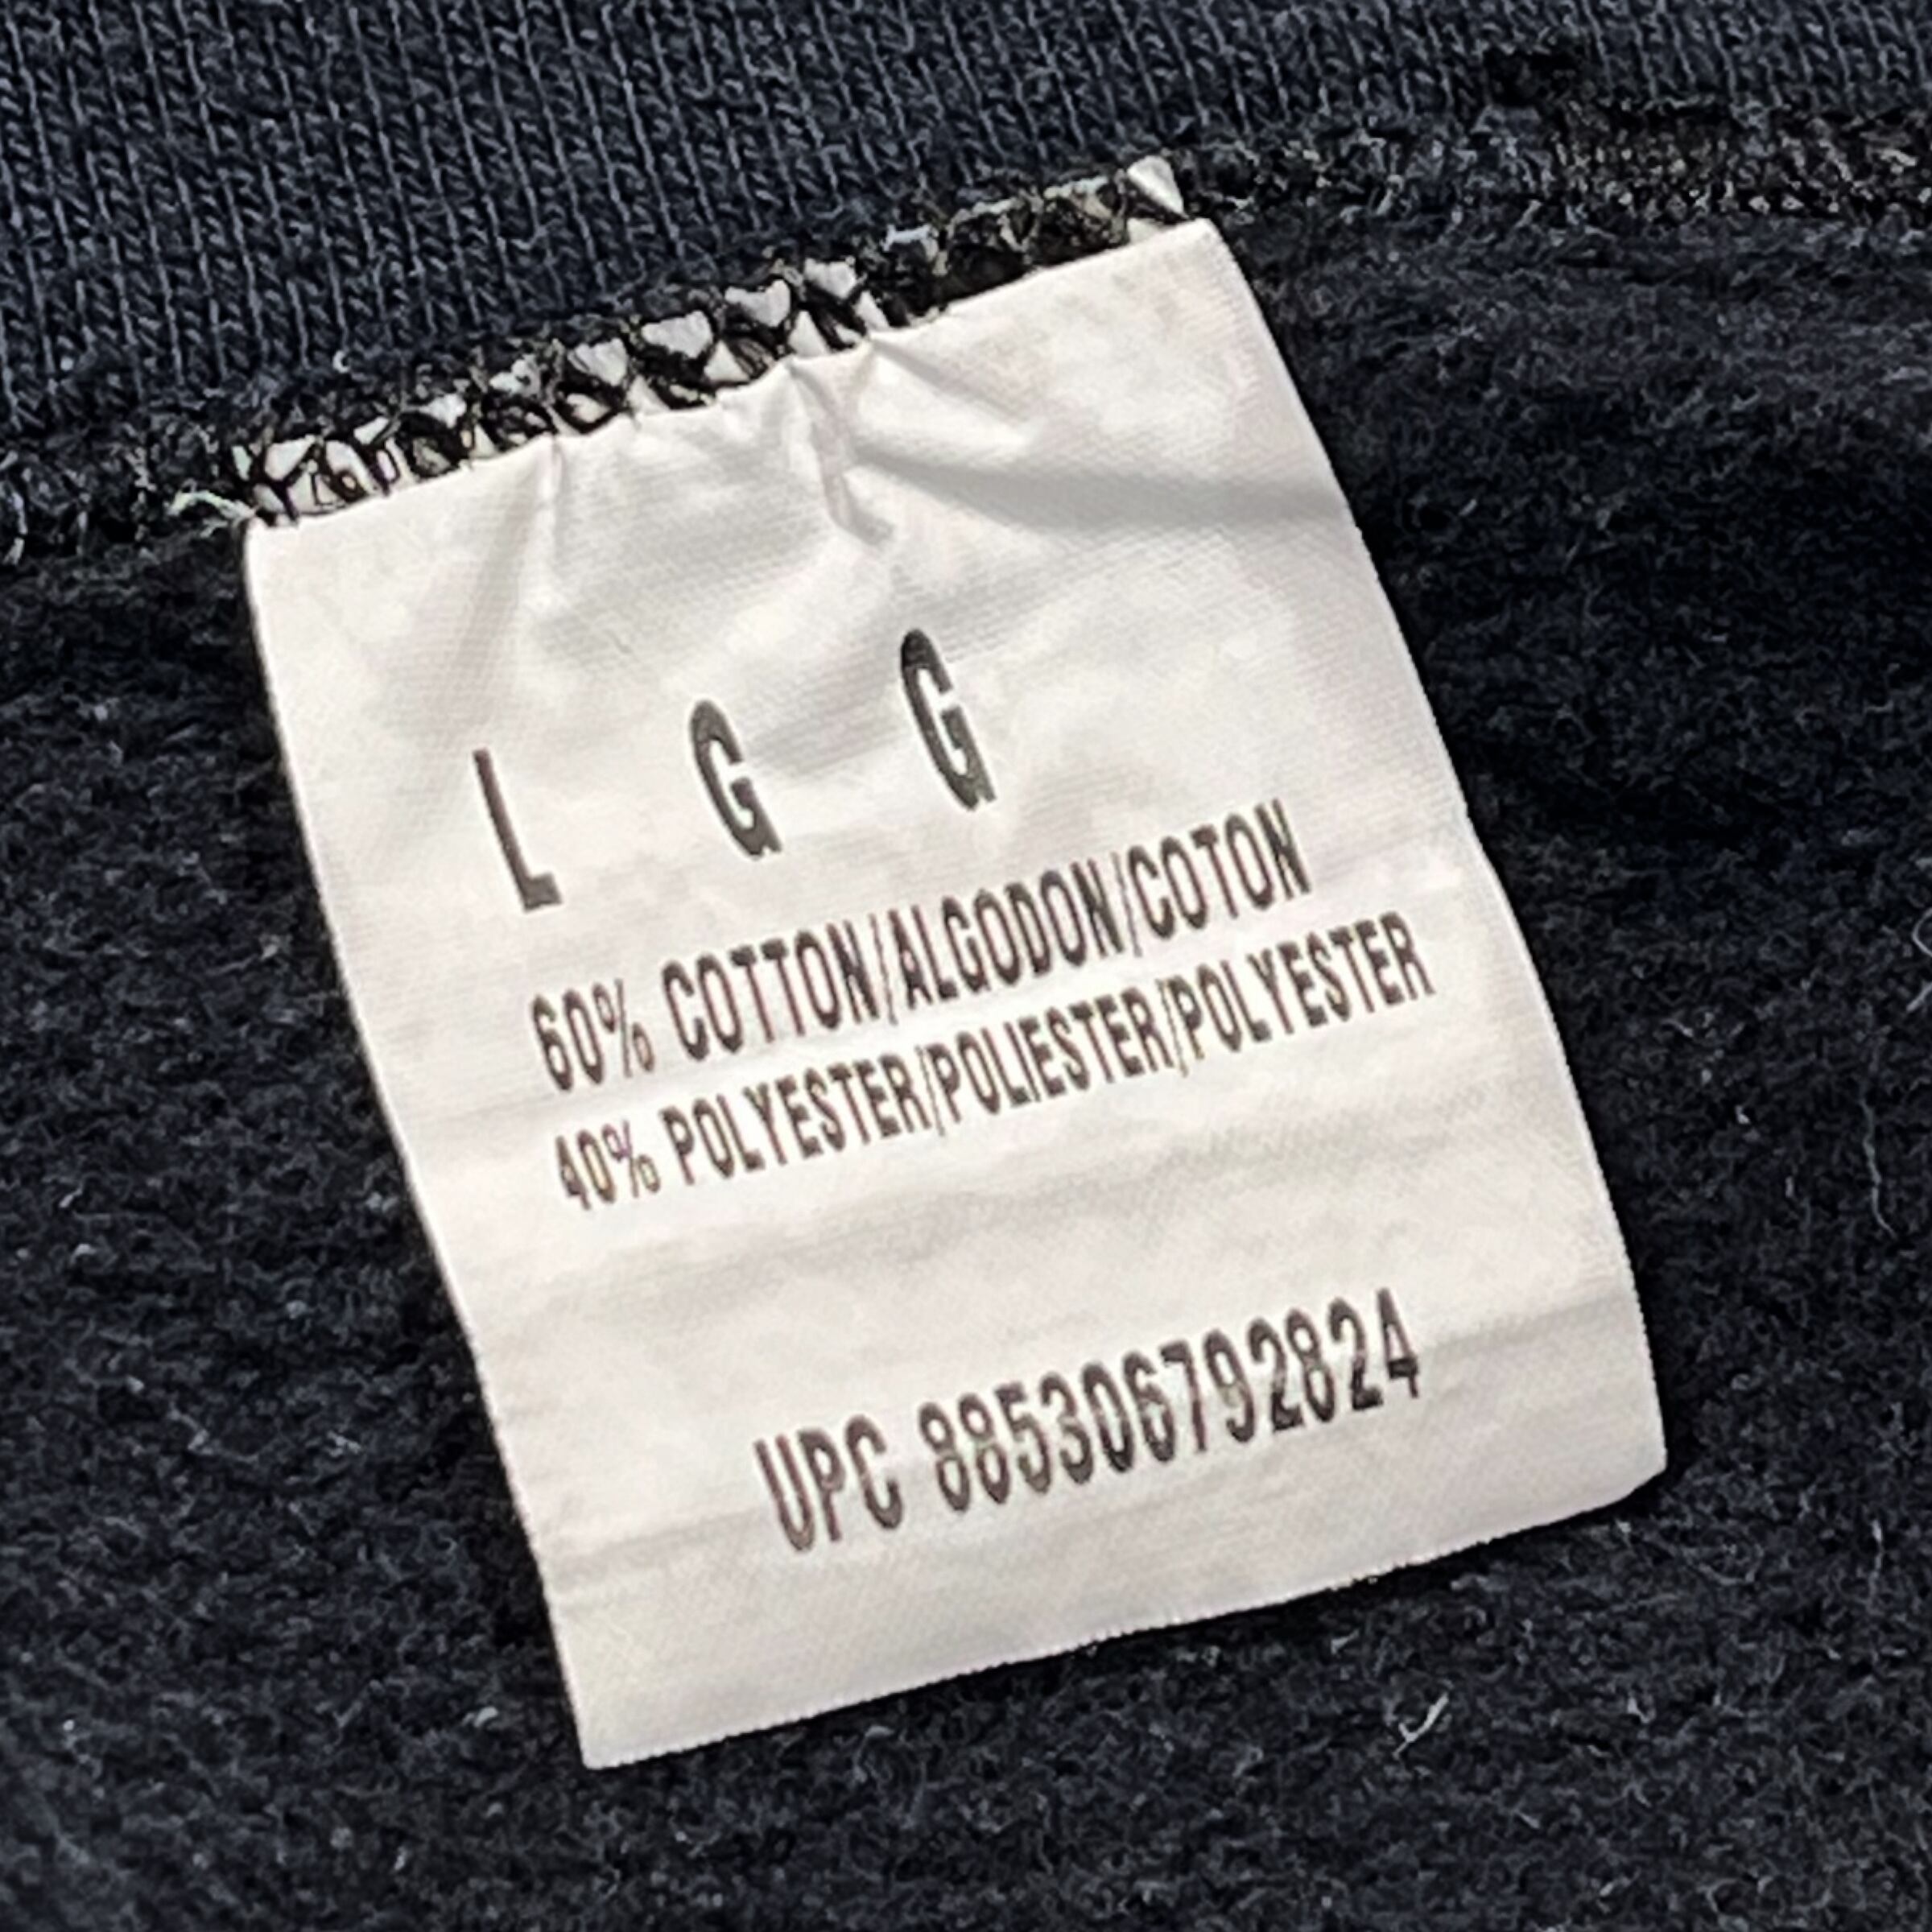 L G G
60% COTTON/ALGODON/COTON
40% POLYESTER/POLIESTER/POLYESTER
UPC 885306792824